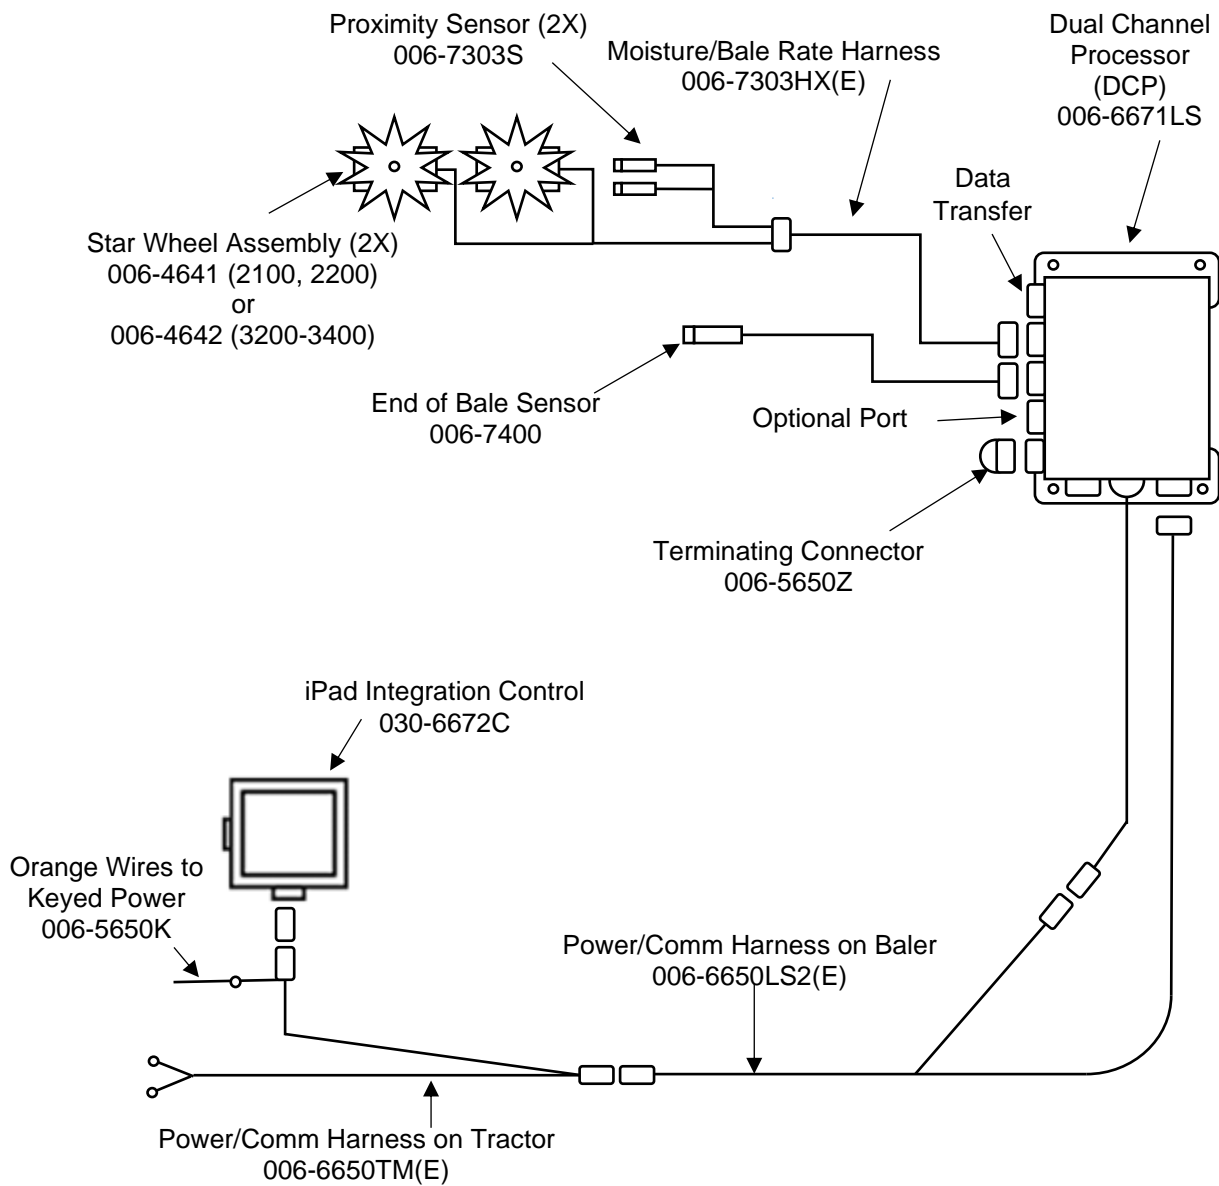 Proximity Sensor (2X)
006-7303S
Moisture/Bale Rate Harness
006-7303HX(E)
Dual Channel
Processor
(DCP)
006-6671LS
Data
Transfer
Star Wheel Assembly (2X)
006-4641 (2100, 2200)
or
006-4642 (3200-3400)
End of Bale Sensor
006-7400
Optional Port
Terminating Connector
006-5650Z
iPad Integration Control
030-6672C
Orange Wires to
Keyed Power
006-5650K
Power/Comm Harness on Baler
006-6650LS2(E)
Power/Comm Harness on Tractor
006-6650TM(E)